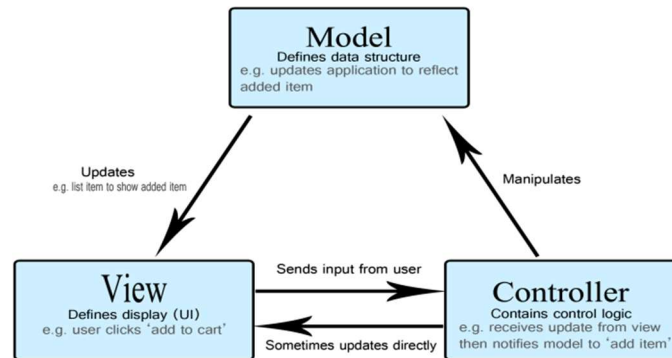 Model
Defines data structure
e.g. updates application to reflect
added item
Updates
e.g. list item to show added item
Manipulates
View
Defines display (UI)
e.g. user clicks 'add to cart'
Sends input from user
Sometimes updates directly
Controller
Contains control logic
e.g. receives update from view
then notifies model to 'add item'